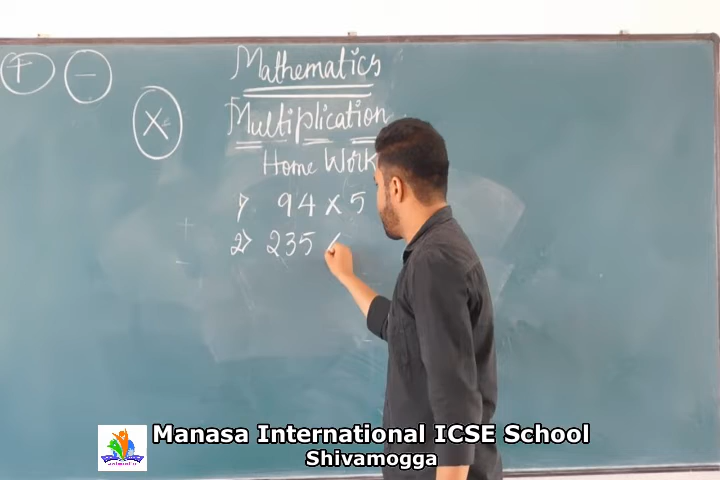 + −
×
Mathematics
Multiplication
Home Work
1) 94 × 5
2) 235
+
−
Manasa International ICSE School
Shivamogga